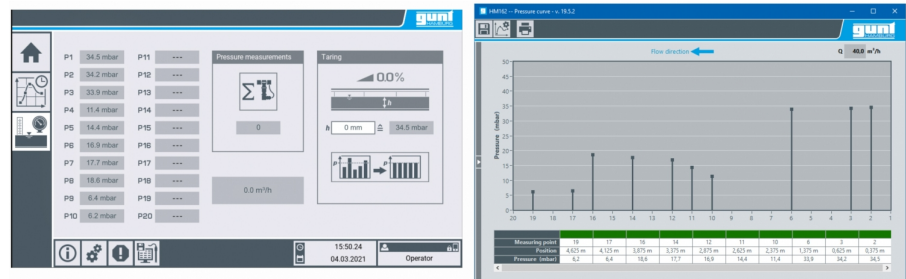 gunt
HAMBURG
P1 34.5 mbar P11 ---
P2 34.2 mbar P12 ---
P3 33.9 mbar P13 ---
P4 11.4 mbar P14 ---
P5 14.4 mbar P15 ---
P6 16.9 mbar P16 ---
P7 17.7 mbar P17 ---
P8 18.6 mbar P18 ---
P9 6.4 mbar P19 ---
P10 6.2 mbar P20 ---
Pressure measurements
Σ
0
0.0 m³/h
Taring
0.0%
h
h 0 mm ≙ 34.5 mbar
p p
15:50.24
04.03.2021
Operator
HM162 — Pressure curve - v. 19.5.2
gunt
HAMBURG
Flow direction
Q 40,0 m³/h
Pressure (mbar)
50
45
40
35
30
25
20
15
10
5
0
20 19 18 17 16 15 14 13 12 11 10 9 8 7 6 5 4 3 2 1
Measuring point 19 17 16 14 12 11 10 6 3 2
Position 4,625 m 4,125 m 3,875 m 3,375 m 2,875 m 2,625 m 2,375 m 1,375 m 0,625 m 0,375 m
Pressure (mbar) 6,2 6,4 18,6 17,7 16,9 14,4 11,4 33,9 34,2 34,5